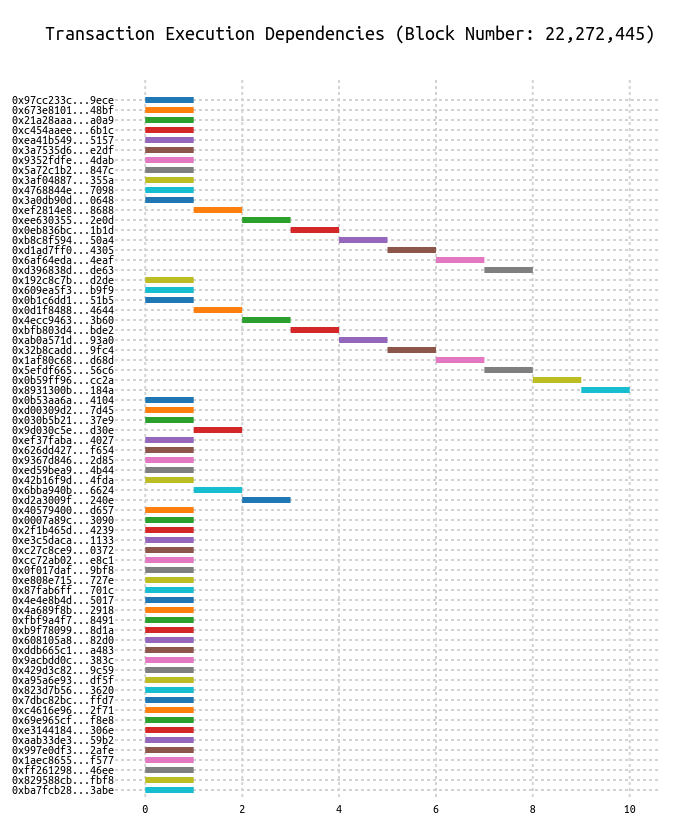 Transaction Execution Dependencies (Block Number: 22,272,445)
0x97cc233c...9ece
0x673e8101...48bf
0x21a28aaa...a0a9
0xc454aaee...6b1c
0xea41b549...5157
0x3a7535d6...e2df
0x9352fdfe...4dab
0x5a72c1b2...847c
0x3af04887...355a
0x4768844e...7098
0x3a0db90d...0648
0xef2814e8...8688
0xee630355...2e0d
0x0eb836bc...1b1d
0xb8c8f594...50a4
0xd1ad7ff0...4305
0x6af64eda...4eaf
0xd396838d...de63
0x192c8c7b...d2de
0x609ea5f3...b9f9
0x0b1c6dd1...51b5
0x0d1f8488...4644
0x4ecc9463...3b60
0xbfb803d4...bde2
0xab0a571d...93a0
0x32b8cadd...9fc4
0x1af80c68...d68d
0x5efdf665...56c6
0x0b59ff96...cc2a
0x8931300b...184a
0x0b53aa6a...4104
0xd00309d2...7d45
0x030b5b21...37e9
0x9d030c5e...d30e
0xef37faba...4027
0x626dd427...f654
0x9367d846...2d85
0xed59bea9...4b44
0x42b16f9d...4fda
0x6bba940b...6624
0xd2a3009f...240e
0x40579400...d657
0x0007a89c...3090
0x2f1b465d...4239
0xe3c5daca...1133
0xc27c8ce9...0372
0xcc72ab02...e8c1
0x0f017daf...9bf8
0xe808e715...727e
0x87fab6ff...701c
0x4e4e8b4d...5017
0x4a689f8b...2918
0xfbf9a4f7...8491
0xb9f78099...8d1a
0x608105a8...82d0
0xddb665c1...a483
0x9acbdd0c...383c
0x429d3c82...9c59
0xa95a6e93...df5f
0x823d7b56...3620
0x7dbc82bc...ffd7
0xc4616e96...2f71
0x69e965cf...f8e8
0xe3144184...306e
0xaab33de3...59b2
0x997e0df3...2afe
0x1aec8655...f577
0xff261298...46ee
0x829588cb...fbf8
0xba7fcb28...3abe
0 2 4 6 8 10